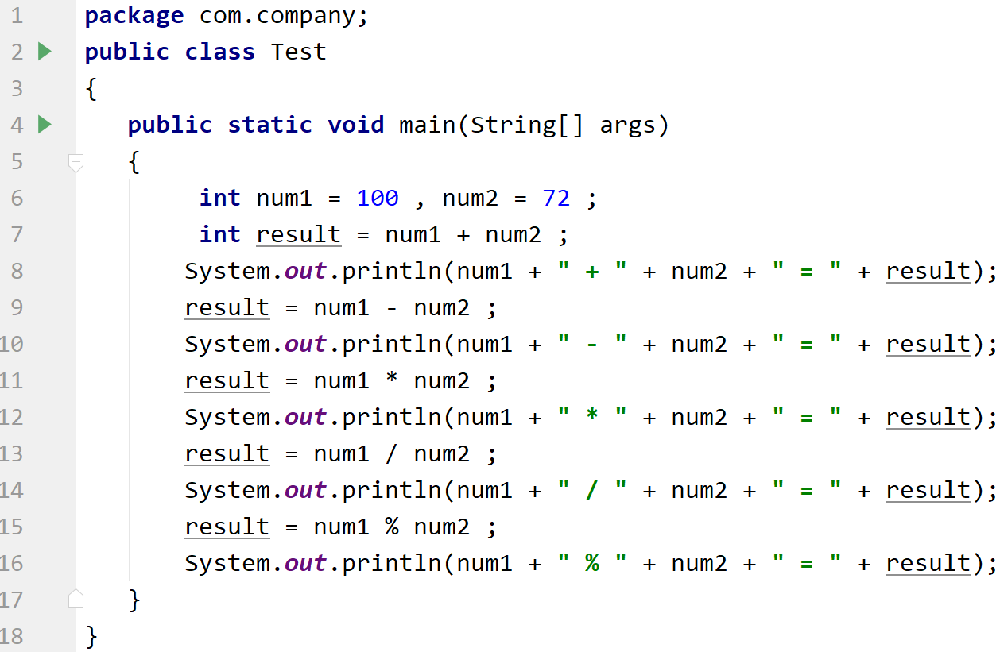 1 package com.company;
2 public class Test
3 {
4 public static void main(String[] args)
5 {
6 int num1 = 100 , num2 = 72 ;
7 int result = num1 + num2 ;
8 System.out.println(num1 + " + " + num2 + " = " + result);
9 result = num1 - num2 ;
10 System.out.println(num1 + " - " + num2 + " = " + result);
11 result = num1 * num2 ;
12 System.out.println(num1 + " * " + num2 + " = " + result);
13 result = num1 / num2 ;
14 System.out.println(num1 + " / " + num2 + " = " + result);
15 result = num1 % num2 ;
16 System.out.println(num1 + " % " + num2 + " = " + result);
17 }
18 }